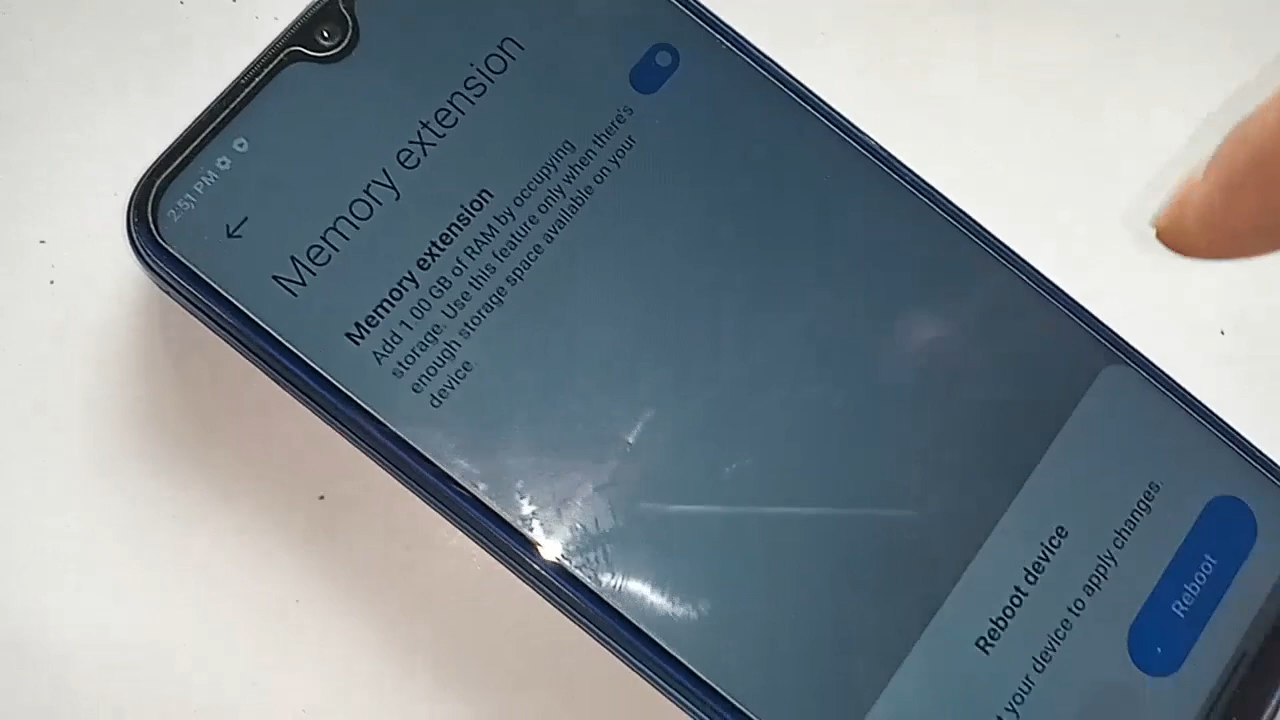 2:51 PM
Memory extension
Memory extension
Add 1.00 GB of RAM by occupying
storage. Use this feature only when there's
enough storage space available on your
device.
Reboot device
your device to apply changes.
Reboot